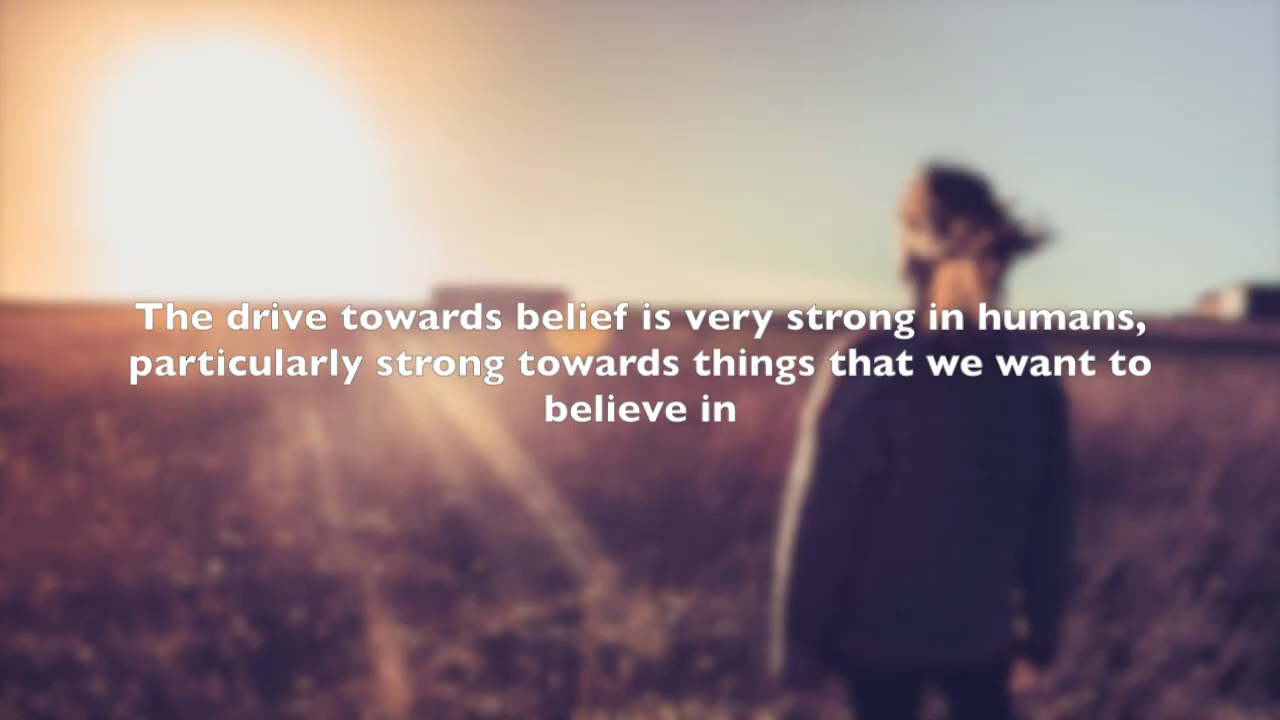 The drive towards belief is very strong in humans,
particularly strong towards things that we want to
believe in